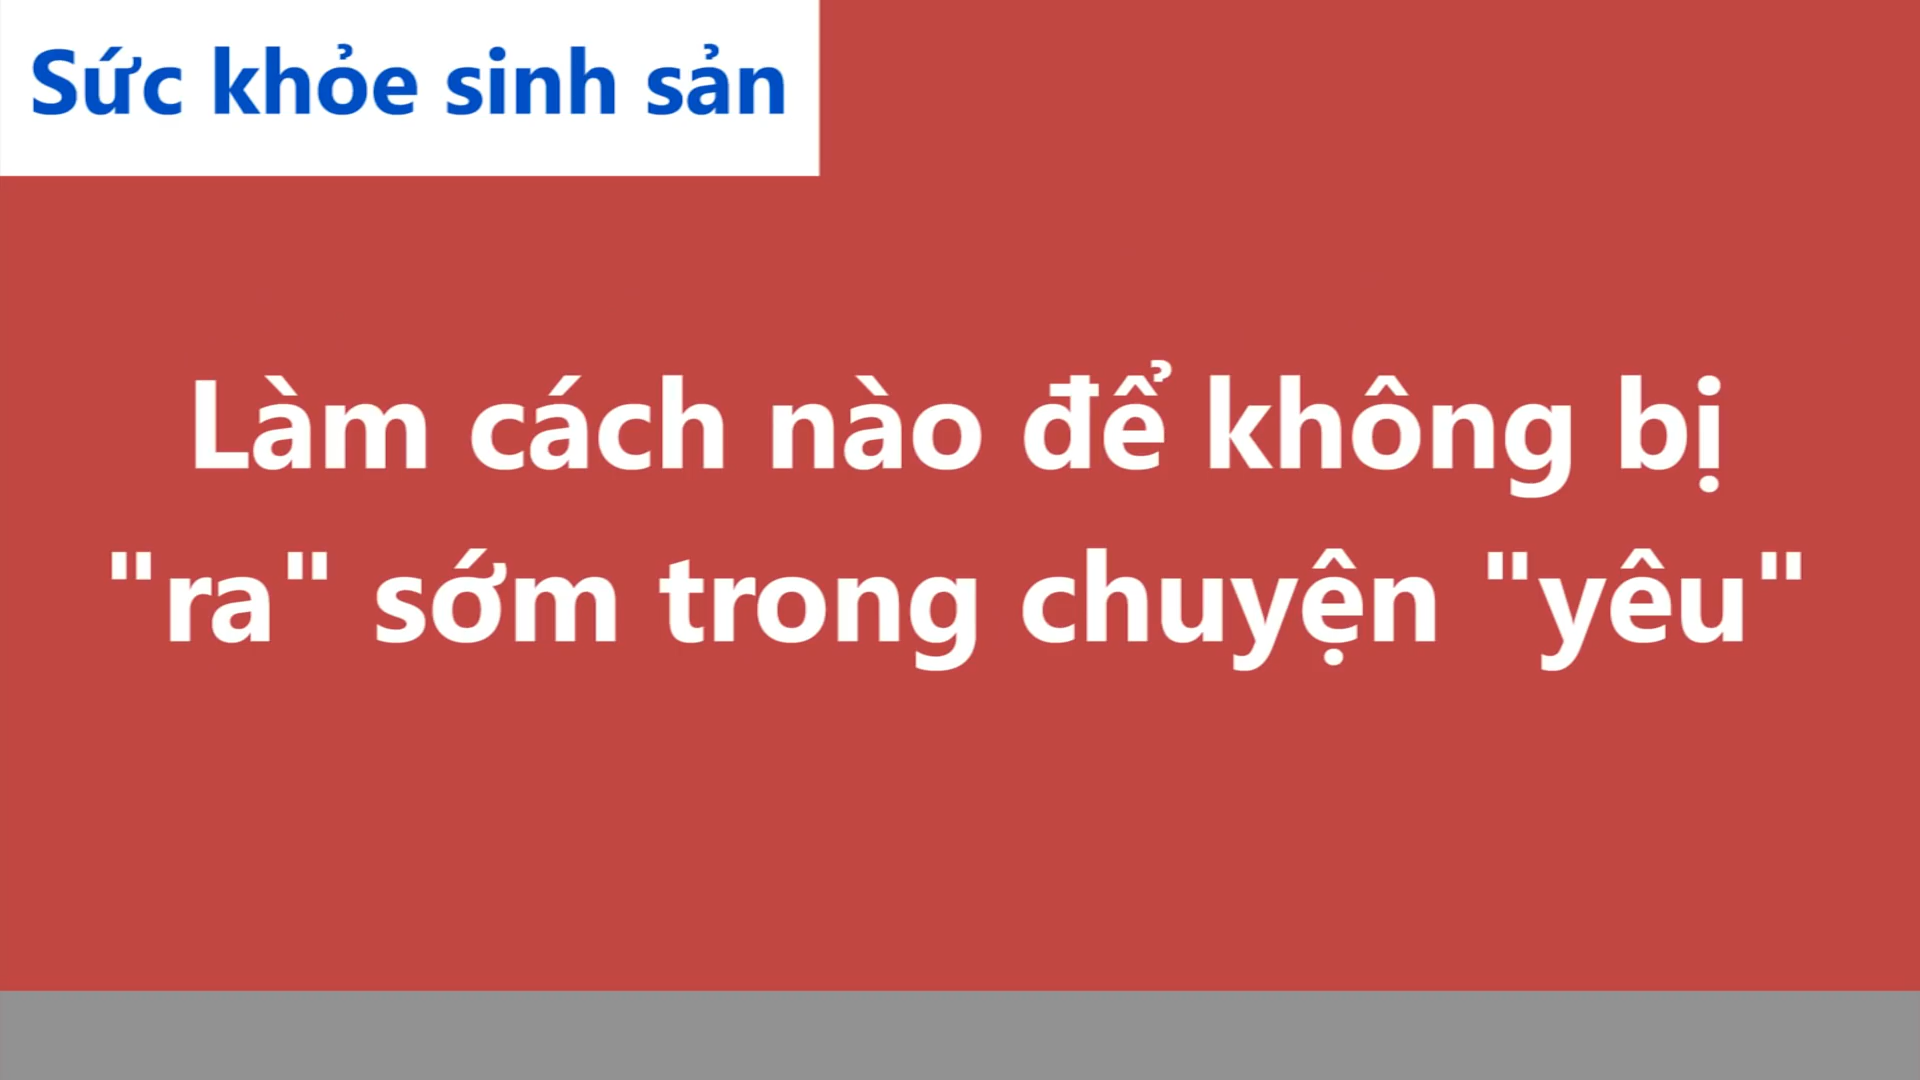 Sức khỏe sinh sản
Làm cách nào để không bị
"ra" sớm trong chuyện "yêu"